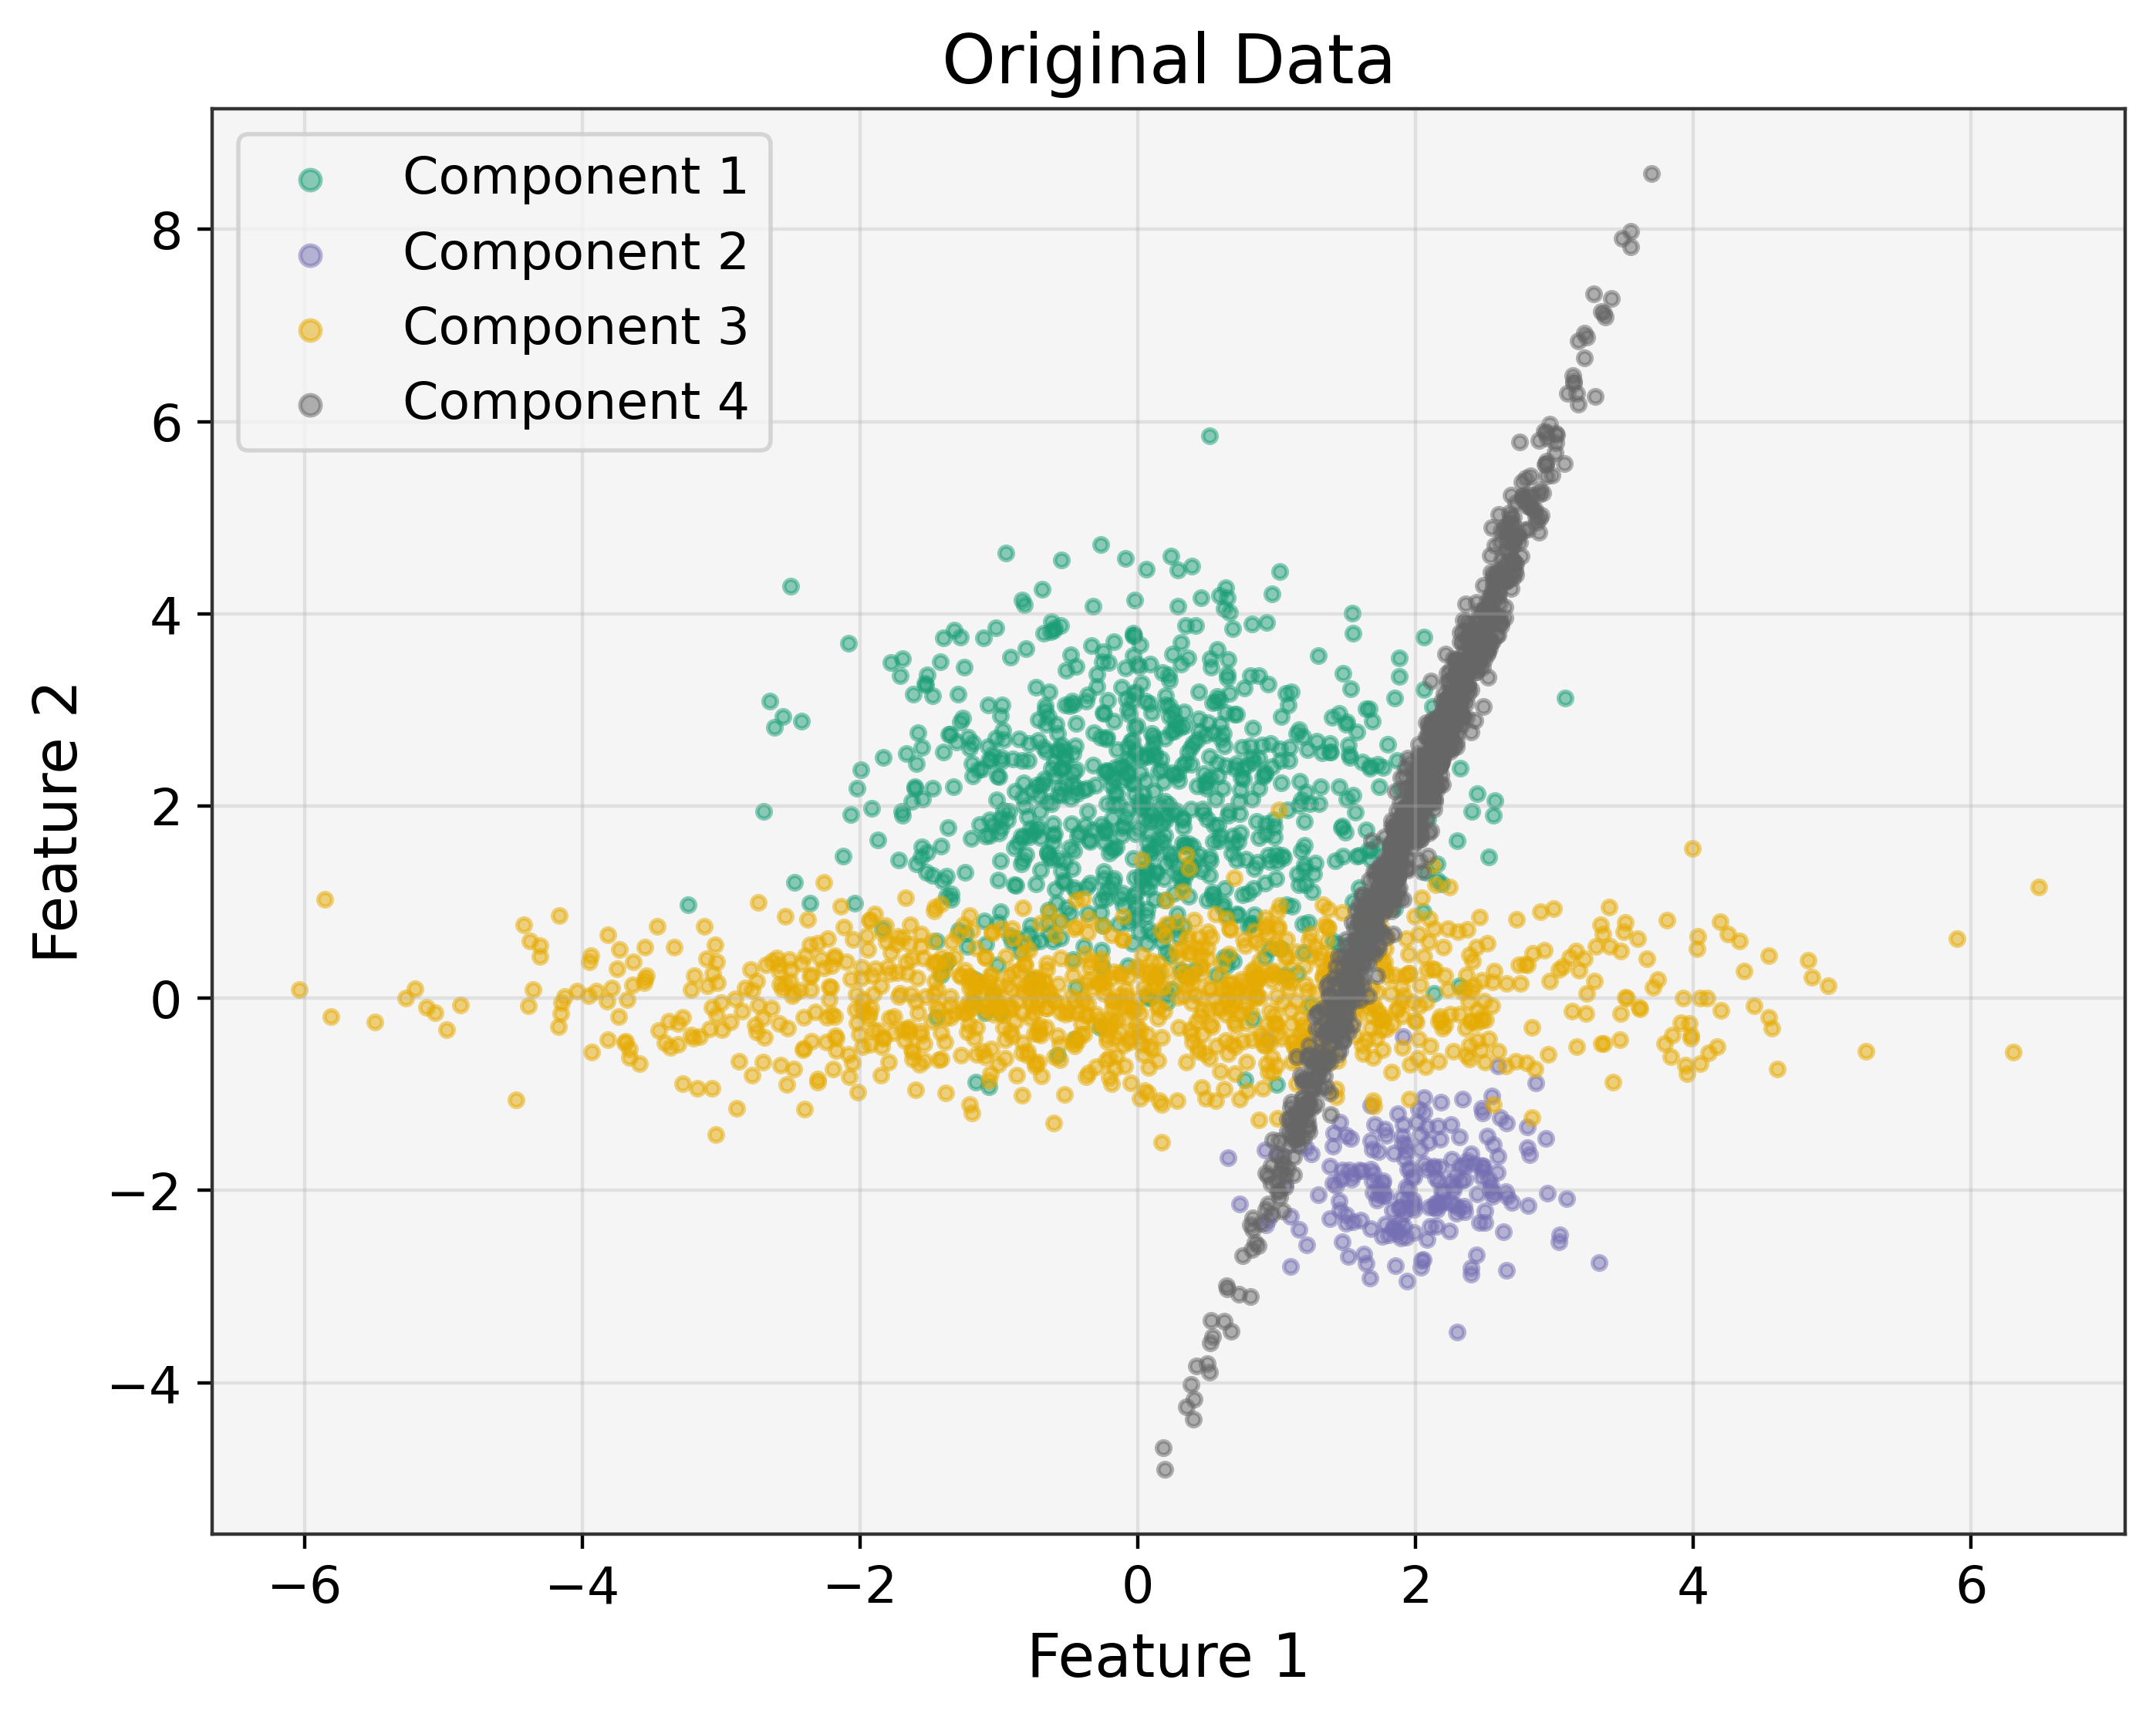 Original Data
Component 1
Component 2
Component 3
Component 4
Feature 2
8
6
4
2
0
−2
−4
−6 −4 −2 0 2 4 6
Feature 1